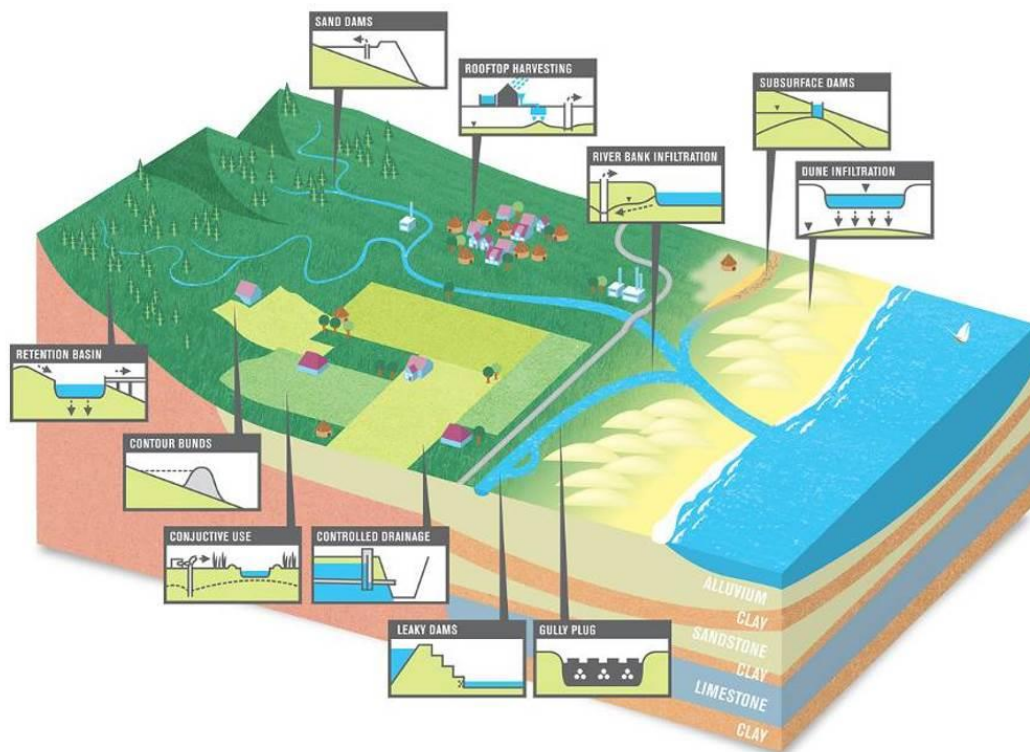 SAND DAMS
ROOFTOP HARVESTING
SUBSURFACE DAMS
RIVER BANK INFILTRATION
DUNE INFILTRATION
RETENTION BASIN
CONTOUR BUNDS
CONJUCTIVE USE
CONTROLLED DRAINAGE
LEAKY DAMS
GULLY PLUG
ALLUVIUM
CLAY
SANDSTONE
CLAY
LIMESTONE
CLAY